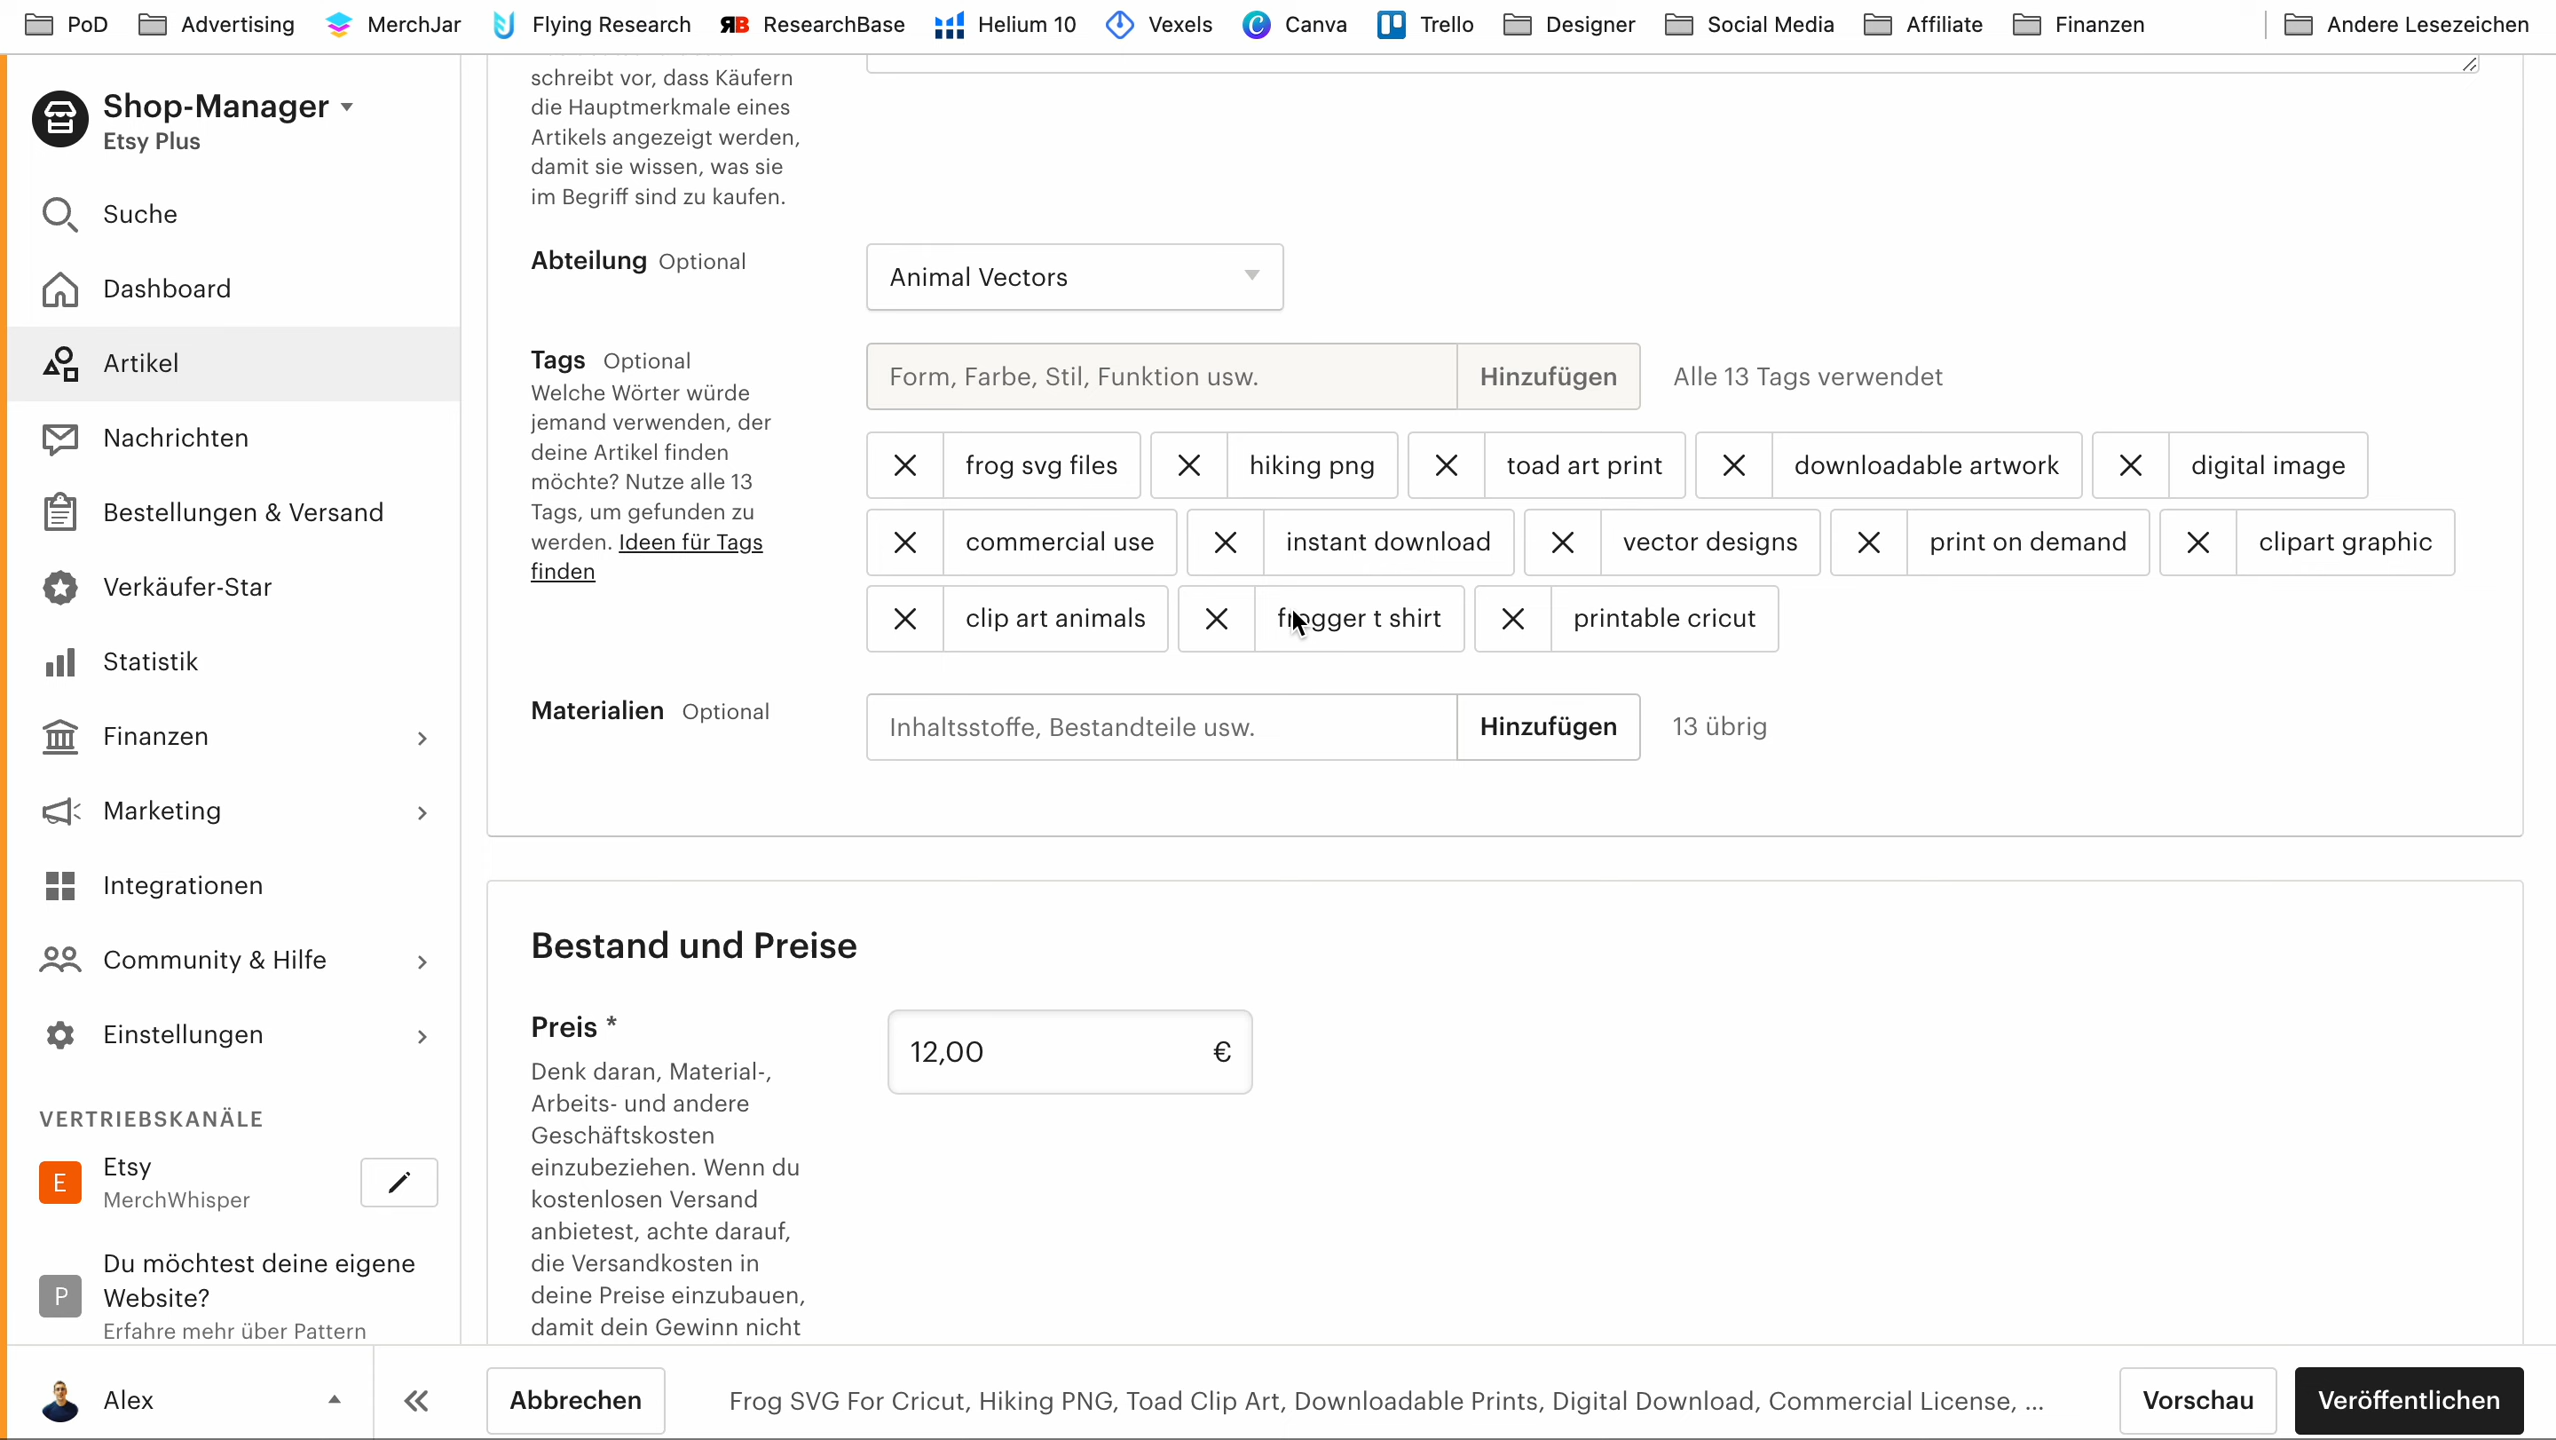 PoD Advertising MerchJar Flying Research ResearchBase Helium 10 Vexels Canva Trello Designer Social Media Affiliate Finanzen Andere Lesezeichen
Shop-Manager
Etsy Plus
Suche
Dashboard
Artikel
Nachrichten
Bestellungen & Versand
Verkäufer-Star
Statistik
Finanzen
Marketing
Integrationen
Community & Hilfe
Einstellungen
VERTRIEBSKANÄLE
E
Etsy
MerchWhisper
P
Du möchtest deine eigene
Website?
Erfahre mehr über Pattern
Alex
schreibt vor, dass Käufern
die Hauptmerkmale eines
Artikels angezeigt werden,
damit sie wissen, was sie
im Begriff sind zu kaufen.
Abteilung Optional
Animal Vectors
Tags Optional
Welche Wörter würde
jemand verwenden, der
deine Artikel finden
möchte? Nutze alle 13
Tags, um gefunden zu
werden. Ideen für Tags
finden
Form, Farbe, Stil, Funktion usw. Hinzufügen Alle 13 Tags verwendet
frog svg files hiking png toad art print downloadable artwork digital image
commercial use instant download vector designs print on demand clipart graphic
clip art animals frogger t shirt printable cricut
Materialien Optional
Inhaltsstoffe, Bestandteile usw. Hinzufügen 13 übrig
Bestand und Preise
Preis *
12,00 €
Denk daran, Material-,
Arbeits- und andere
Geschäftskosten
einzubeziehen. Wenn du
kostenlosen Versand
anbietest, achte darauf,
die Versandkosten in
deine Preise einzubauen,
damit dein Gewinn nicht
Abbrechen Frog SVG For Cricut, Hiking PNG, Toad Clip Art, Downloadable Prints, Digital Download, Commercial License, ... Vorschau Veröffentlichen